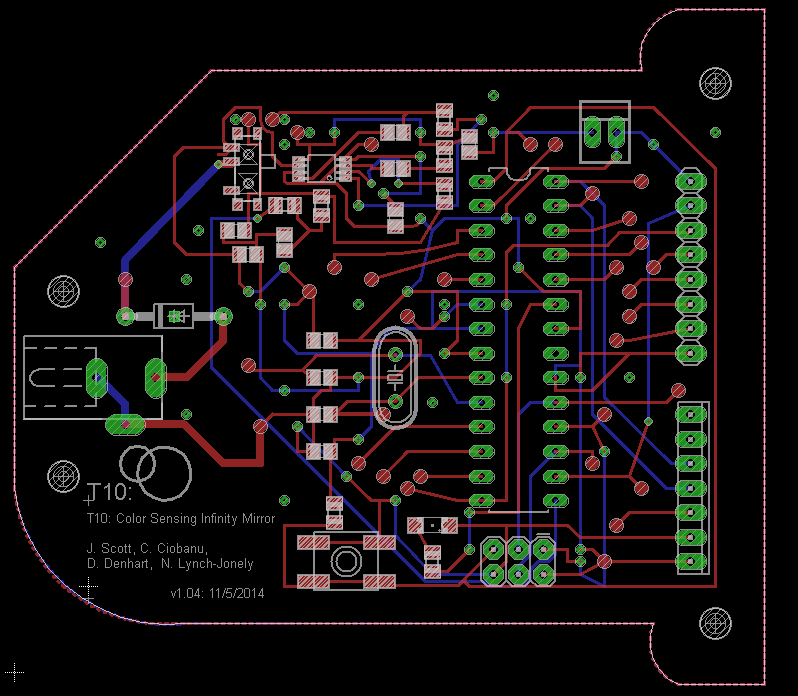 T10:
T10: Color Sensing Infinity Mirror
J. Scott, C. Ciobanu,
D. Denhart, N. Lynch-Jonely
v1.04: 11/5/2014